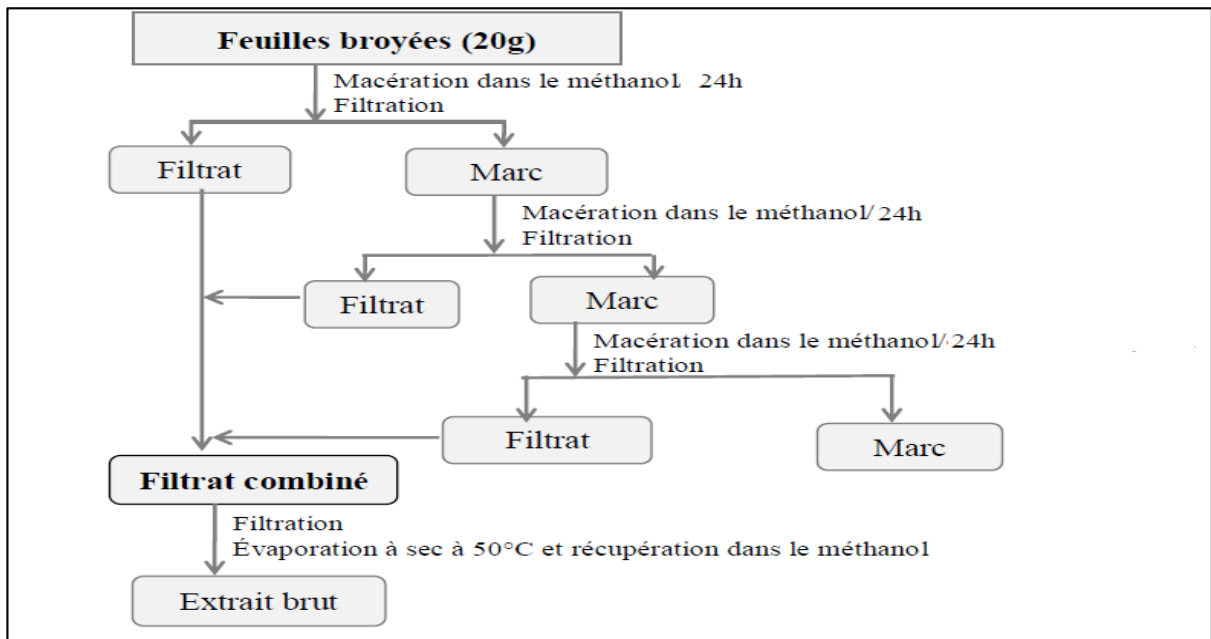 Feuilles broyées (20g)
Macération dans le méthanol/ 24h
Filtration
Filtrat
Marc
Macération dans le méthanol/ 24h
Filtration
Filtrat
Marc
Macération dans le méthanol/ 24h
Filtration
Filtrat
Marc
Filtrat combiné
Filtration
Évaporation à sec à 50°C et récupération dans le méthanol
Extrait brut